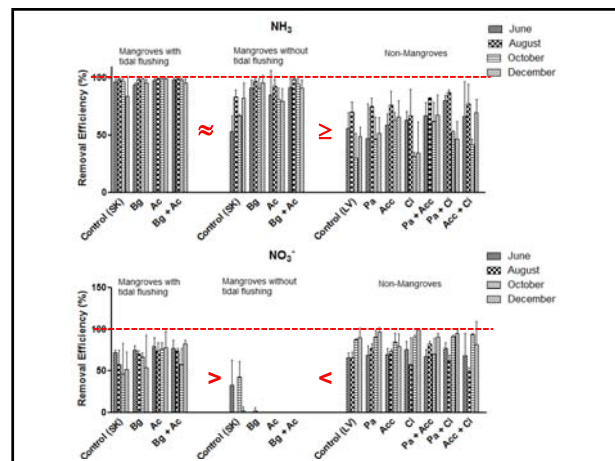 NH₃
June
August
October
December
Mangroves with
tidal flushing
Mangroves without
tidal flushing
Non-Mangroves
Removal Efficiency (%)
150
100
50
0
≈
≥
Control (SK)
Bg
Ac
Bg + Ac
Control (SK)
Bg
Ac
Bg + Ac
Control (LV)
Pa
Acc
Cl
Pa + Acc
Pa + Cl
Acc + Cl
NO₃⁻
June
August
October
December
Mangroves with
tidal flushing
Mangroves without
tidal flushing
Non-Mangroves
Removal Efficiency (%)
150
100
50
0
>
<
Control (SK)
Bg
Ac
Bg + Ac
Control (SK)
Bg
Ac
Bg + Ac
Control (LV)
Pa
Acc
Cl
Pa + Acc
Pa + Cl
Acc + Cl